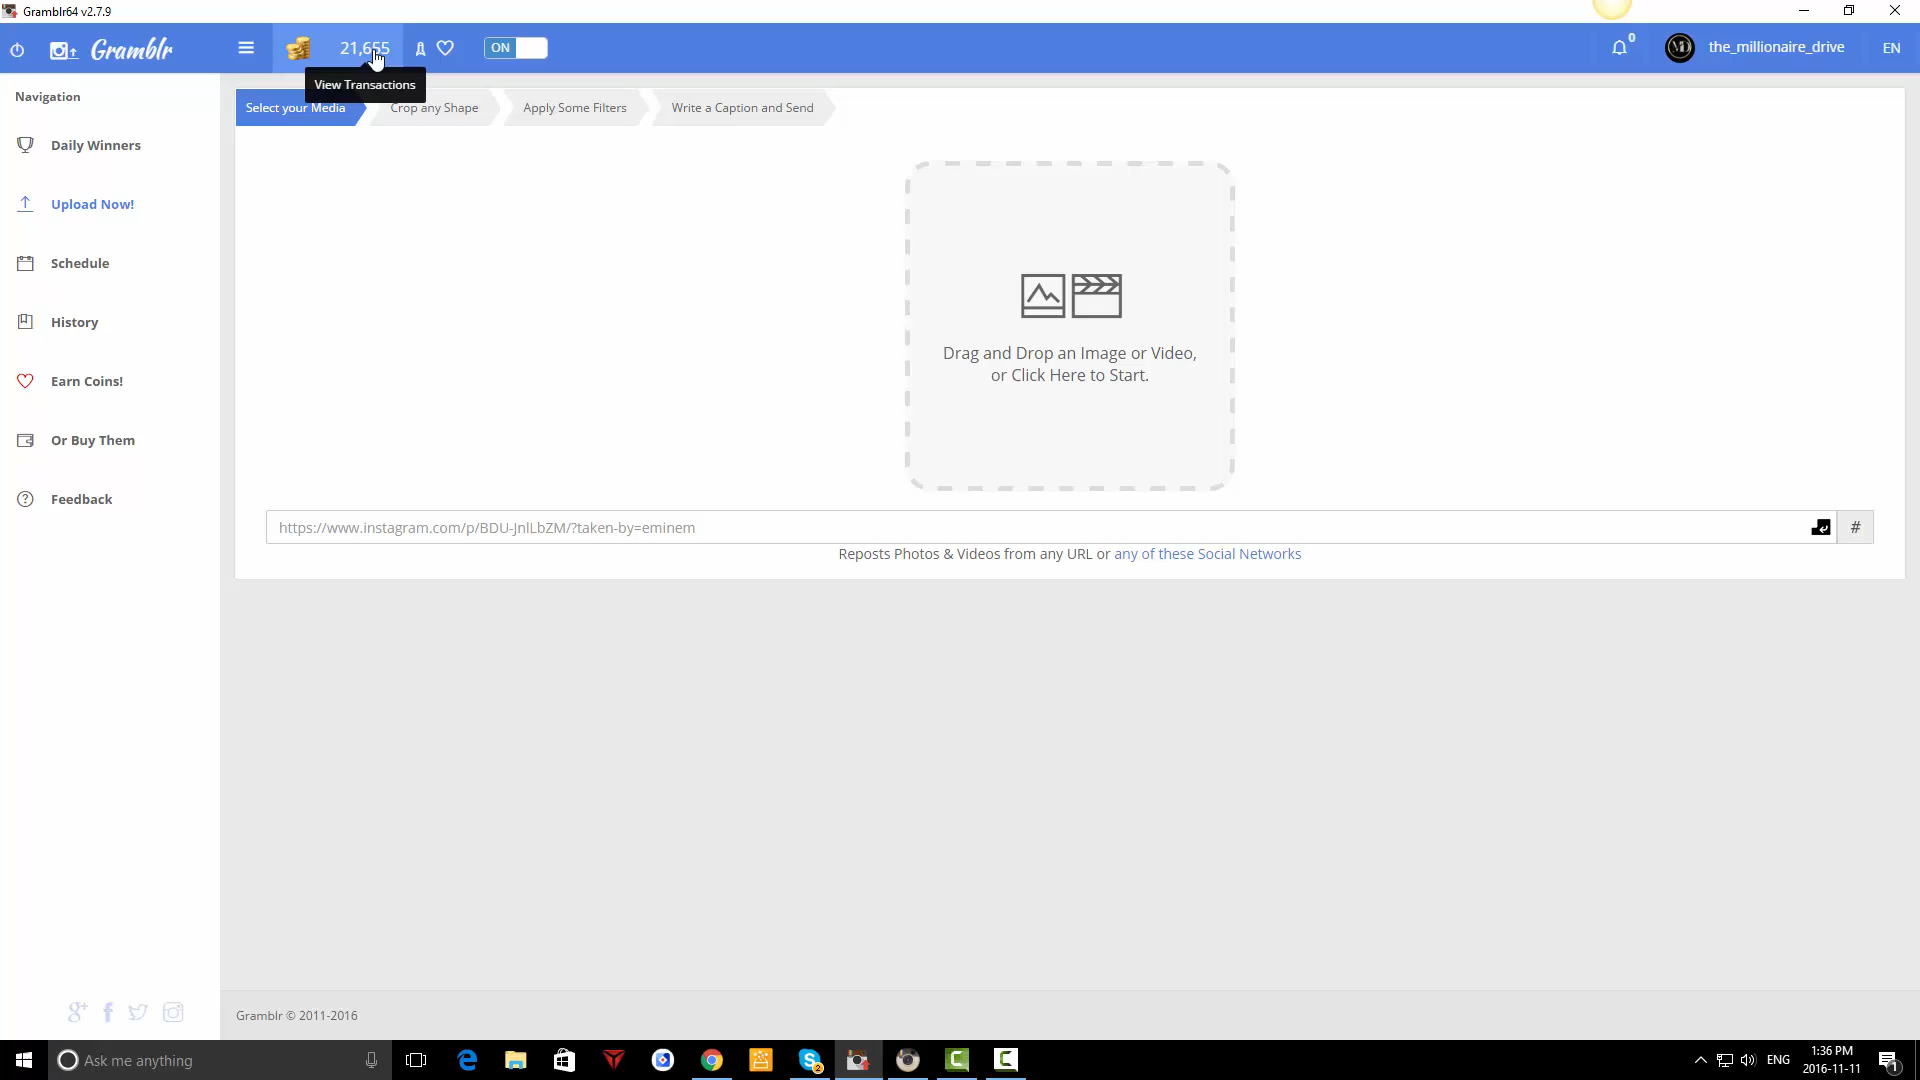 Gramblr64 v2.7.9
Gramblr
21,655
ON
0
MD
the_millionaire_drive
EN
View Transactions
Navigation
Select your Media
Crop any Shape
Apply Some Filters
Write a Caption and Send
Daily Winners
Upload Now!
Schedule
History
Earn Coins!
Or Buy Them
Feedback
Drag and Drop an Image or Video,
or Click Here to Start.
https://www.instagram.com/p/BDU-JnlLbZM/?taken-by=eminem
#
Reposts Photos & Videos from any URL or any of these Social Networks
Gramblr © 2011-2016
Ask me anything
2
ENG
1:36 PM
2016-11-11
1